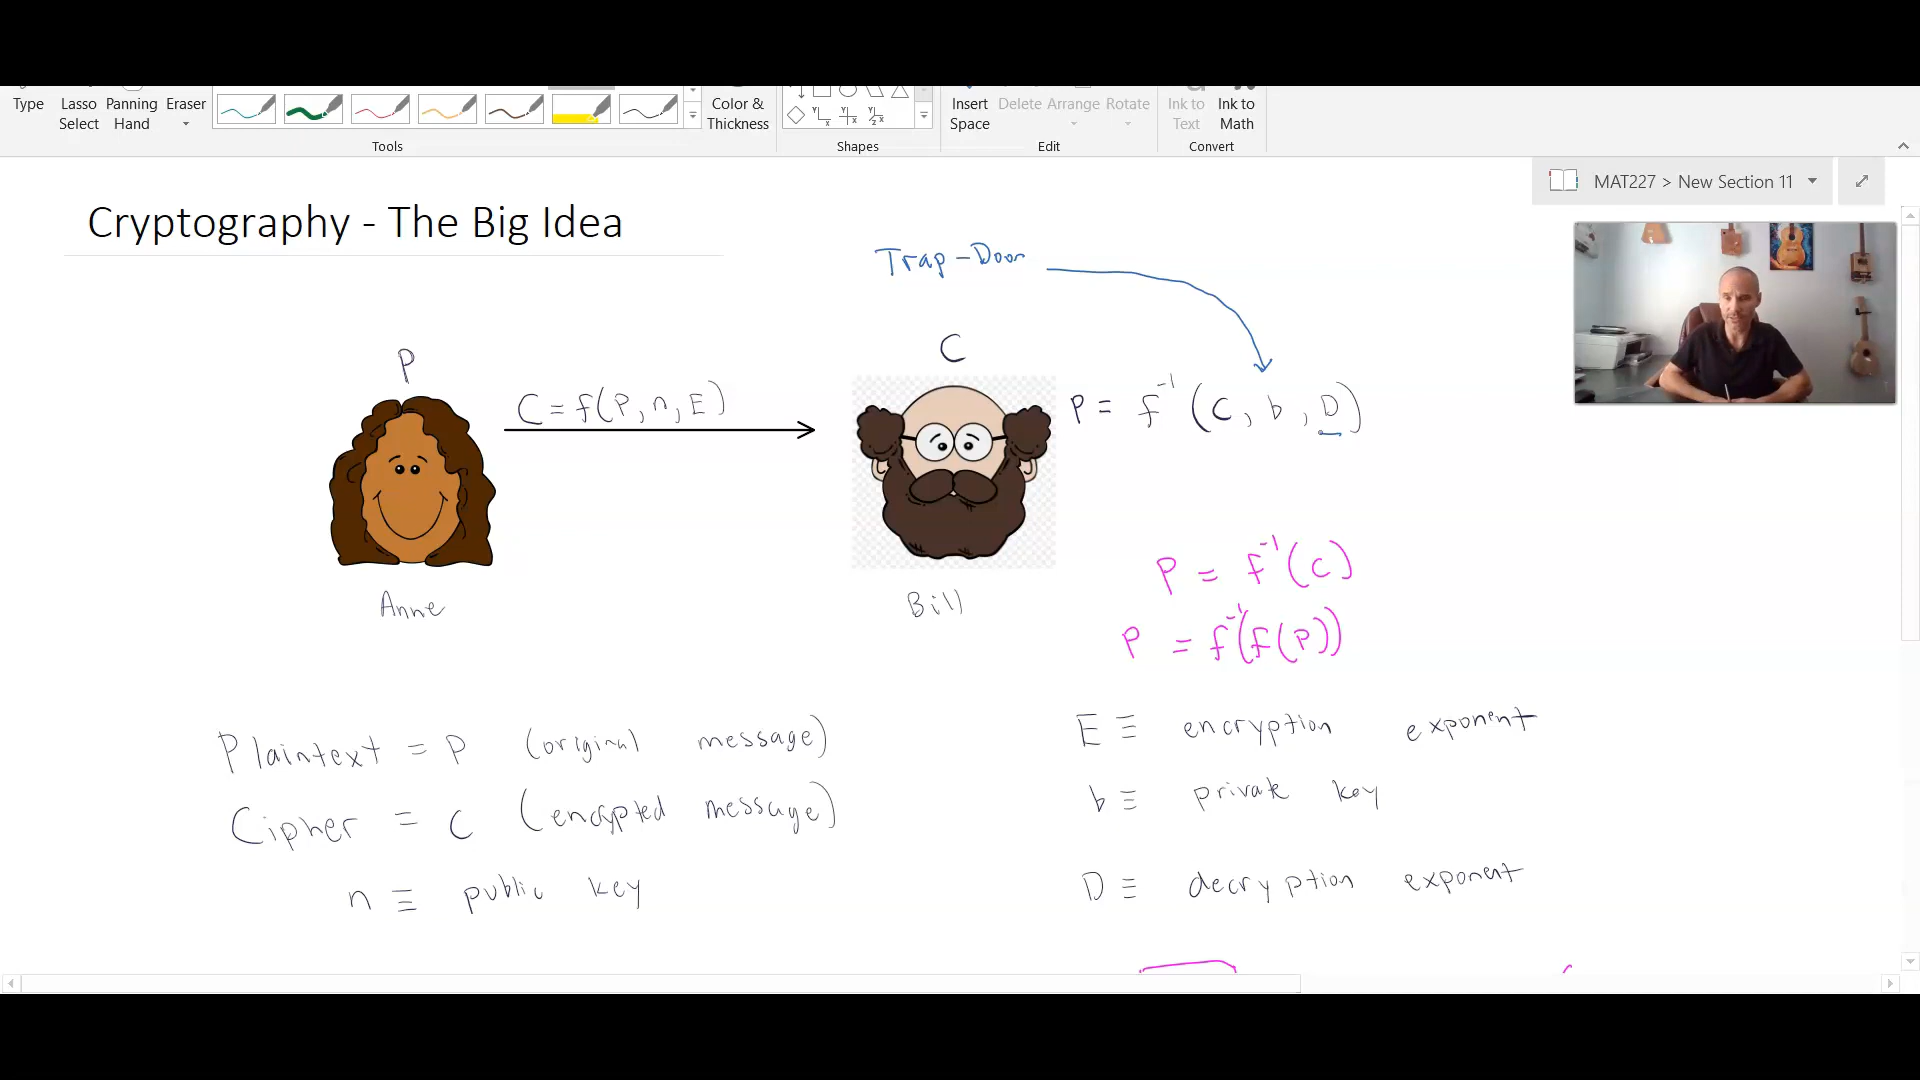 Type
Lasso Select
Panning Hand
Eraser
Color & Thickness
Insert Space
Delete
Arrange
Rotate
Ink to Text
Ink to Math
Tools
Shapes
Edit
Convert
MAT227 > New Section 11
Cryptography - The Big Idea
Trap-Door
P
C
C = f(P, n, E)
P = f⁻¹(C, b, D)
P = f⁻¹(C)
Anne
Bill
P = f⁻¹(f(P))
Plaintext = P (original message)
E ≡ encryption exponent
Cipher = C (encrypted message)
b ≡ private key
n ≡ public key
D ≡ decryption exponent